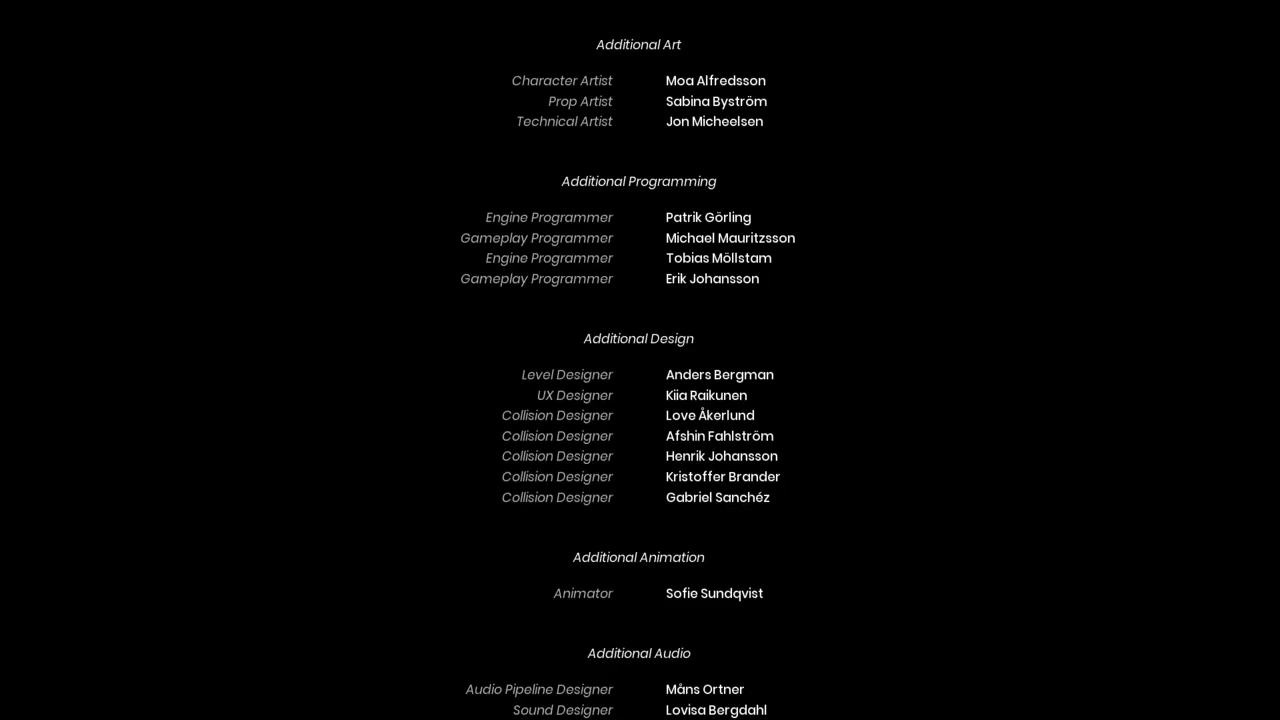 Additional Art
Character Artist Moa Alfredsson
Prop Artist Sabina Byström
Technical Artist Jon Micheelsen
Additional Programming
Engine Programmer Patrik Görling
Gameplay Programmer Michael Mauritzsson
Engine Programmer Tobias Möllstam
Gameplay Programmer Erik Johansson
Additional Design
Level Designer Anders Bergman
UX Designer Kiia Raikunen
Collision Designer Love Åkerlund
Collision Designer Afshin Fahlström
Collision Designer Henrik Johansson
Collision Designer Kristoffer Brander
Collision Designer Gabriel Sanchéz
Additional Animation
Animator Sofie Sundqvist
Additional Audio
Audio Pipeline Designer Måns Ortner
Sound Designer Lovisa Bergdahl